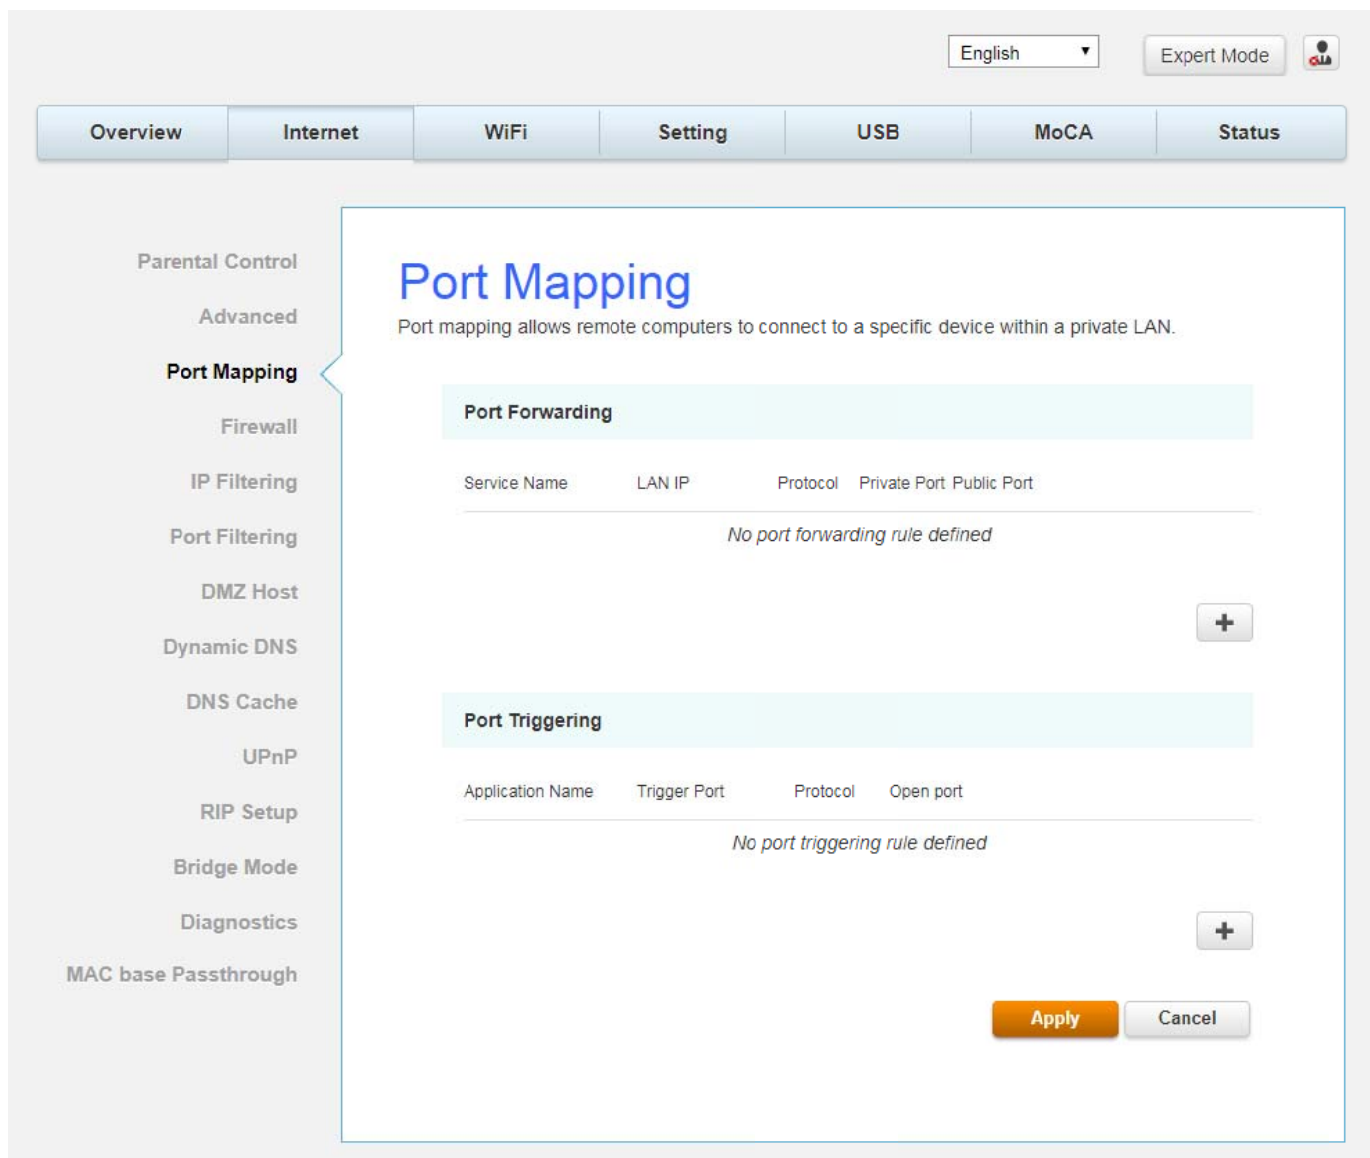 English Expert Mode
Overview Internet WiFi Setting USB MoCA Status
Parental Control
Advanced
Port Mapping
Firewall
IP Filtering
Port Filtering
DMZ Host
Dynamic DNS
DNS Cache
UPnP
RIP Setup
Bridge Mode
Diagnostics
MAC base Passthrough
Port Mapping
Port mapping allows remote computers to connect to a specific device within a private LAN.
Port Forwarding
Service Name LAN IP Protocol Private Port Public Port
No port forwarding rule defined
Port Triggering
Application Name Trigger Port Protocol Open port
No port triggering rule defined
Apply Cancel